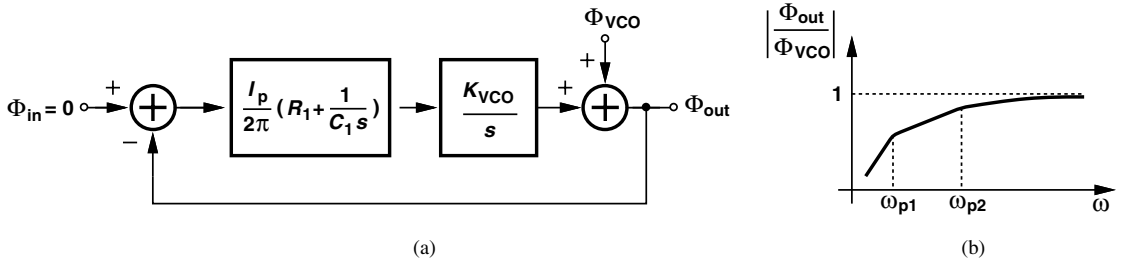 Φ_VCO
+
Φ_in = 0
+
−
I_p / 2π ( R_1 + 1 / C_1 s )
K_VCO / s
+
Φ_out
(a)
| Φ_out / Φ_VCO |
1
ω_p1
ω_p2
ω
(b)